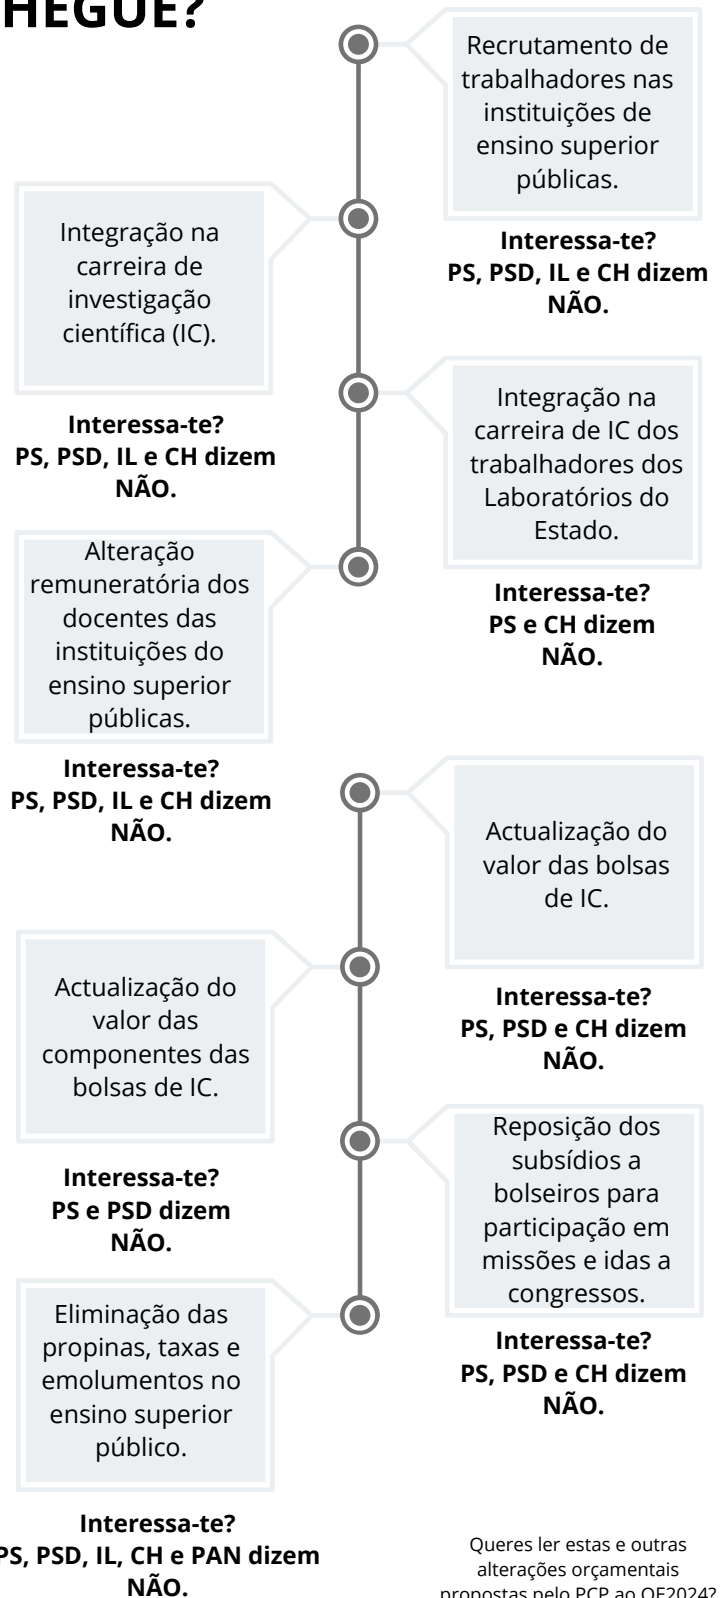 HEGUE?
Recrutamento de
trabalhadores nas
instituições de
ensino superior
públicas.
Interessa-te?
PS, PSD, IL e CH dizem
NÃO.
Integração na
carreira de
investigação
científica (IC).
Interessa-te?
PS, PSD, IL e CH dizem
NÃO.
Integração na
carreira de IC dos
trabalhadores dos
Laboratórios do
Estado.
Interessa-te?
PS e CH dizem
NÃO.
Alteração
remuneratória dos
docentes das
instituições do
ensino superior
públicas.
Interessa-te?
PS, PSD, IL e CH dizem
NÃO.
Actualização do
valor das bolsas
de IC.
Interessa-te?
PS, PSD e CH dizem
NÃO.
Actualização do
valor das
componentes das
bolsas de IC.
Interessa-te?
PS e PSD dizem
NÃO.
Reposição dos
subsídios a
bolseiros para
participação em
missões e idas a
congressos.
Interessa-te?
PS, PSD e CH dizem
NÃO.
Eliminação das
propinas, taxas e
emolumentos no
ensino superior
público.
Interessa-te?
PS, PSD, IL, CH e PAN dizem
NÃO.
Queres ler estas e outras
alterações orçamentais
propostas pelo PCP ao OE2024?